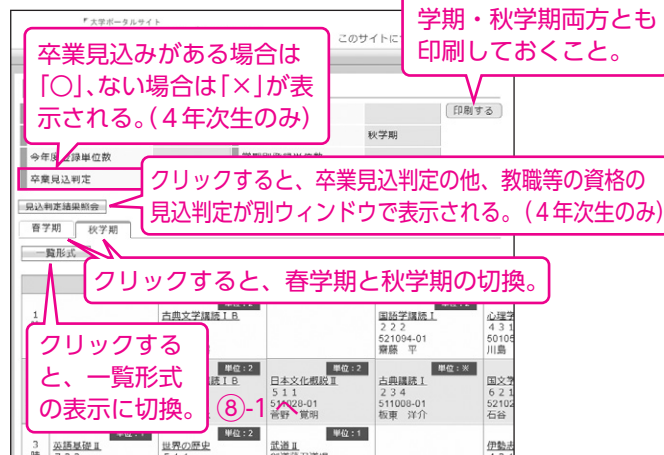 『大学ポータルサイト
このサイトに
学期・秋学期両方とも
印刷しておくこと。
卒業見込みがある場合は
「○」、ない場合は「×」が表
示される。(4年次生のみ)
印刷する
秋学期
今年度登録単位数
卒業見込判定
クリックすると、卒業見込判定の他、教職等の資格の
見込判定が別ウィンドウで表示される。(4年次生のみ)
見込判定結果照会
春学期
秋学期
一覧形式
クリックすると、春学期と秋学期の切換。
1
古典文学講読ⅠB
国語学講読Ⅰ
222
521094-01
齋藤 平
心理学
431
50105
川島
クリックする
と、一覧形式
の表示に切換。
⑧-1へ
単位：2
読ⅠB
単位：2
日本文化概説Ⅱ
511
511028-01
菅野 覚明
単位：※
古典講読Ⅰ
234
511008-01
板東 洋介
国文学
621
52102
石谷
3
英語基礎Ⅱ
単位：2
世界の歴史
単位：1
武道Ⅱ
伊勢志